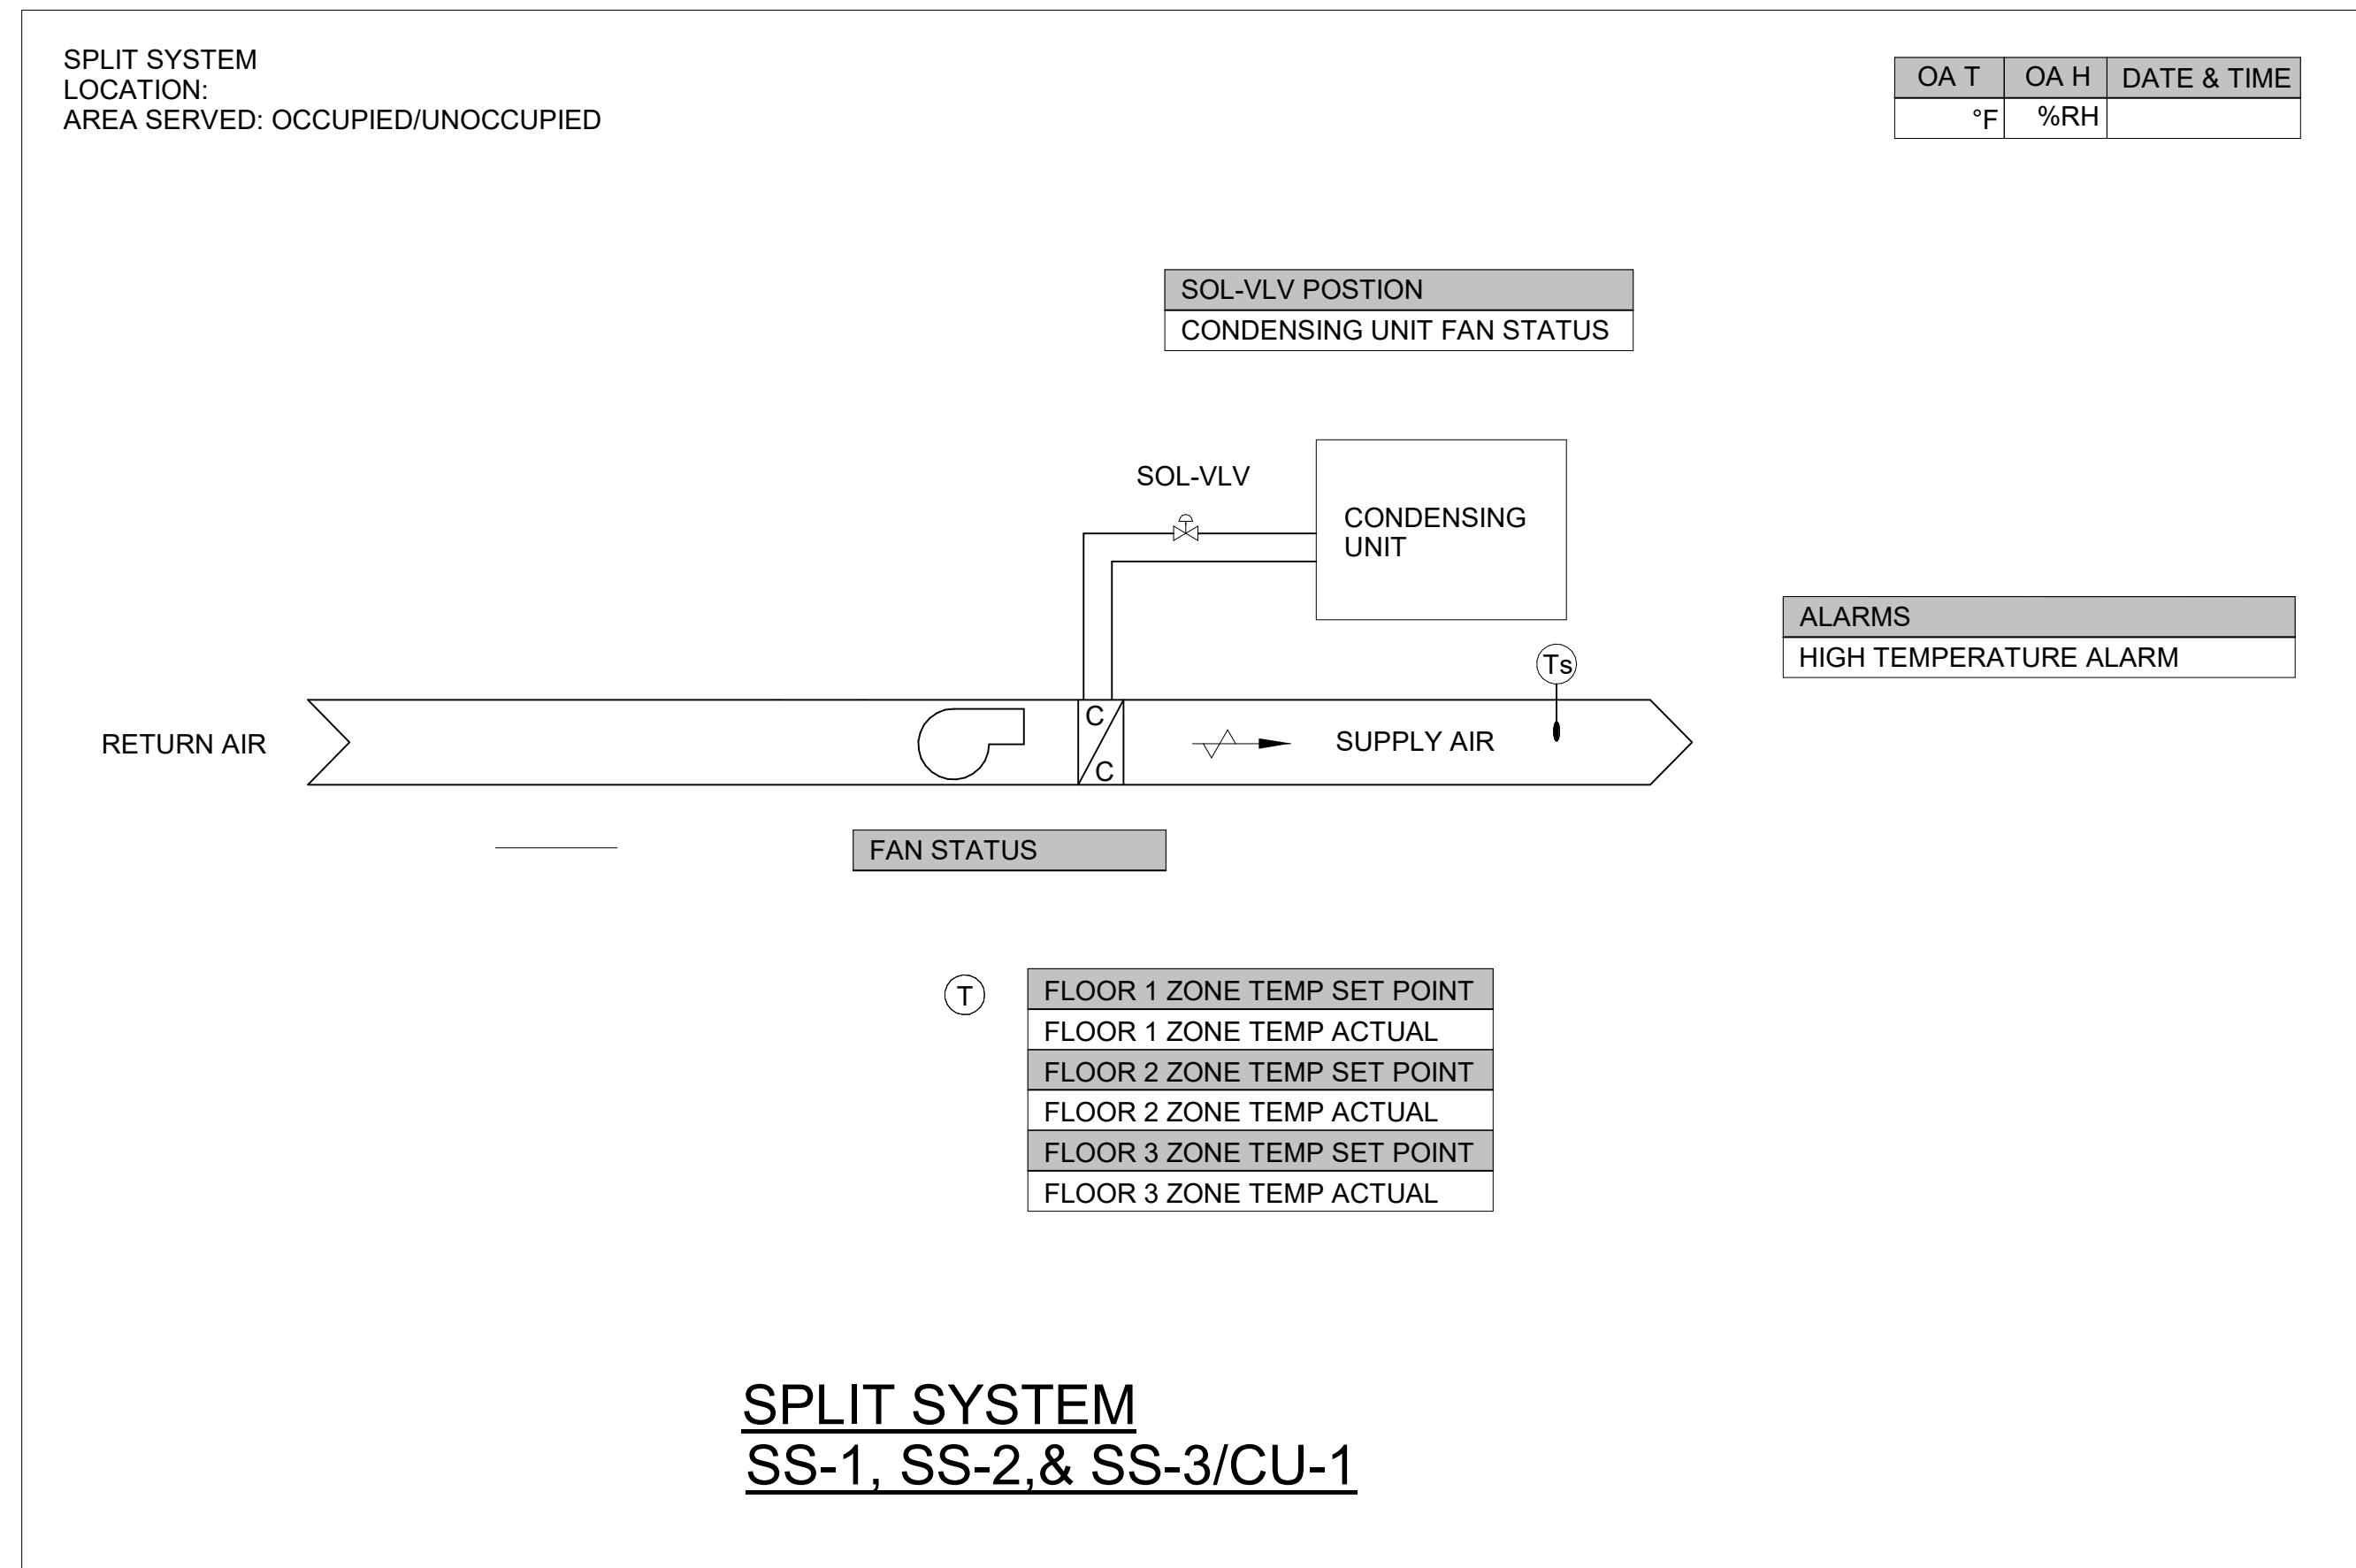 SPLIT SYSTEM
LOCATION:
AREA SERVED: OCCUPIED/UNOCCUPIED
OA T OA H DATE & TIME
°F %RH
SOL-VLV POSTION
CONDENSING UNIT FAN STATUS
SOL-VLV
CONDENSING
UNIT
ALARMS
HIGH TEMPERATURE ALARM
Ts
RETURN AIR
C
C
SUPPLY AIR
FAN STATUS
T
FLOOR 1 ZONE TEMP SET POINT
FLOOR 1 ZONE TEMP ACTUAL
FLOOR 2 ZONE TEMP SET POINT
FLOOR 2 ZONE TEMP ACTUAL
FLOOR 3 ZONE TEMP SET POINT
FLOOR 3 ZONE TEMP ACTUAL
SPLIT SYSTEM
SS-1, SS-2,& SS-3/CU-1